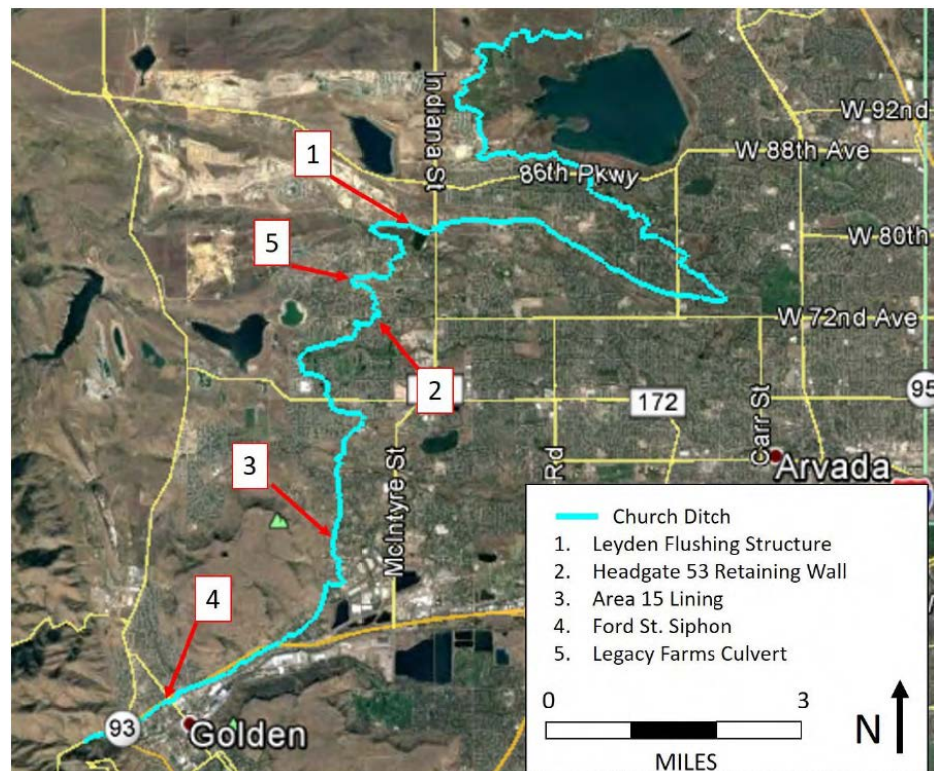 Indiana St
W 92nd
W 88th Ave
86th Pkwy
1
W 80th
5
W 72nd Ave
2
172
95
Carr St
Arvada
Rd
McIntyre St
3
4
93
Golden
Church Ditch
1. Leyden Flushing Structure
2. Headgate 53 Retaining Wall
3. Area 15 Lining
4. Ford St. Siphon
5. Legacy Farms Culvert
0 3
MILES
N